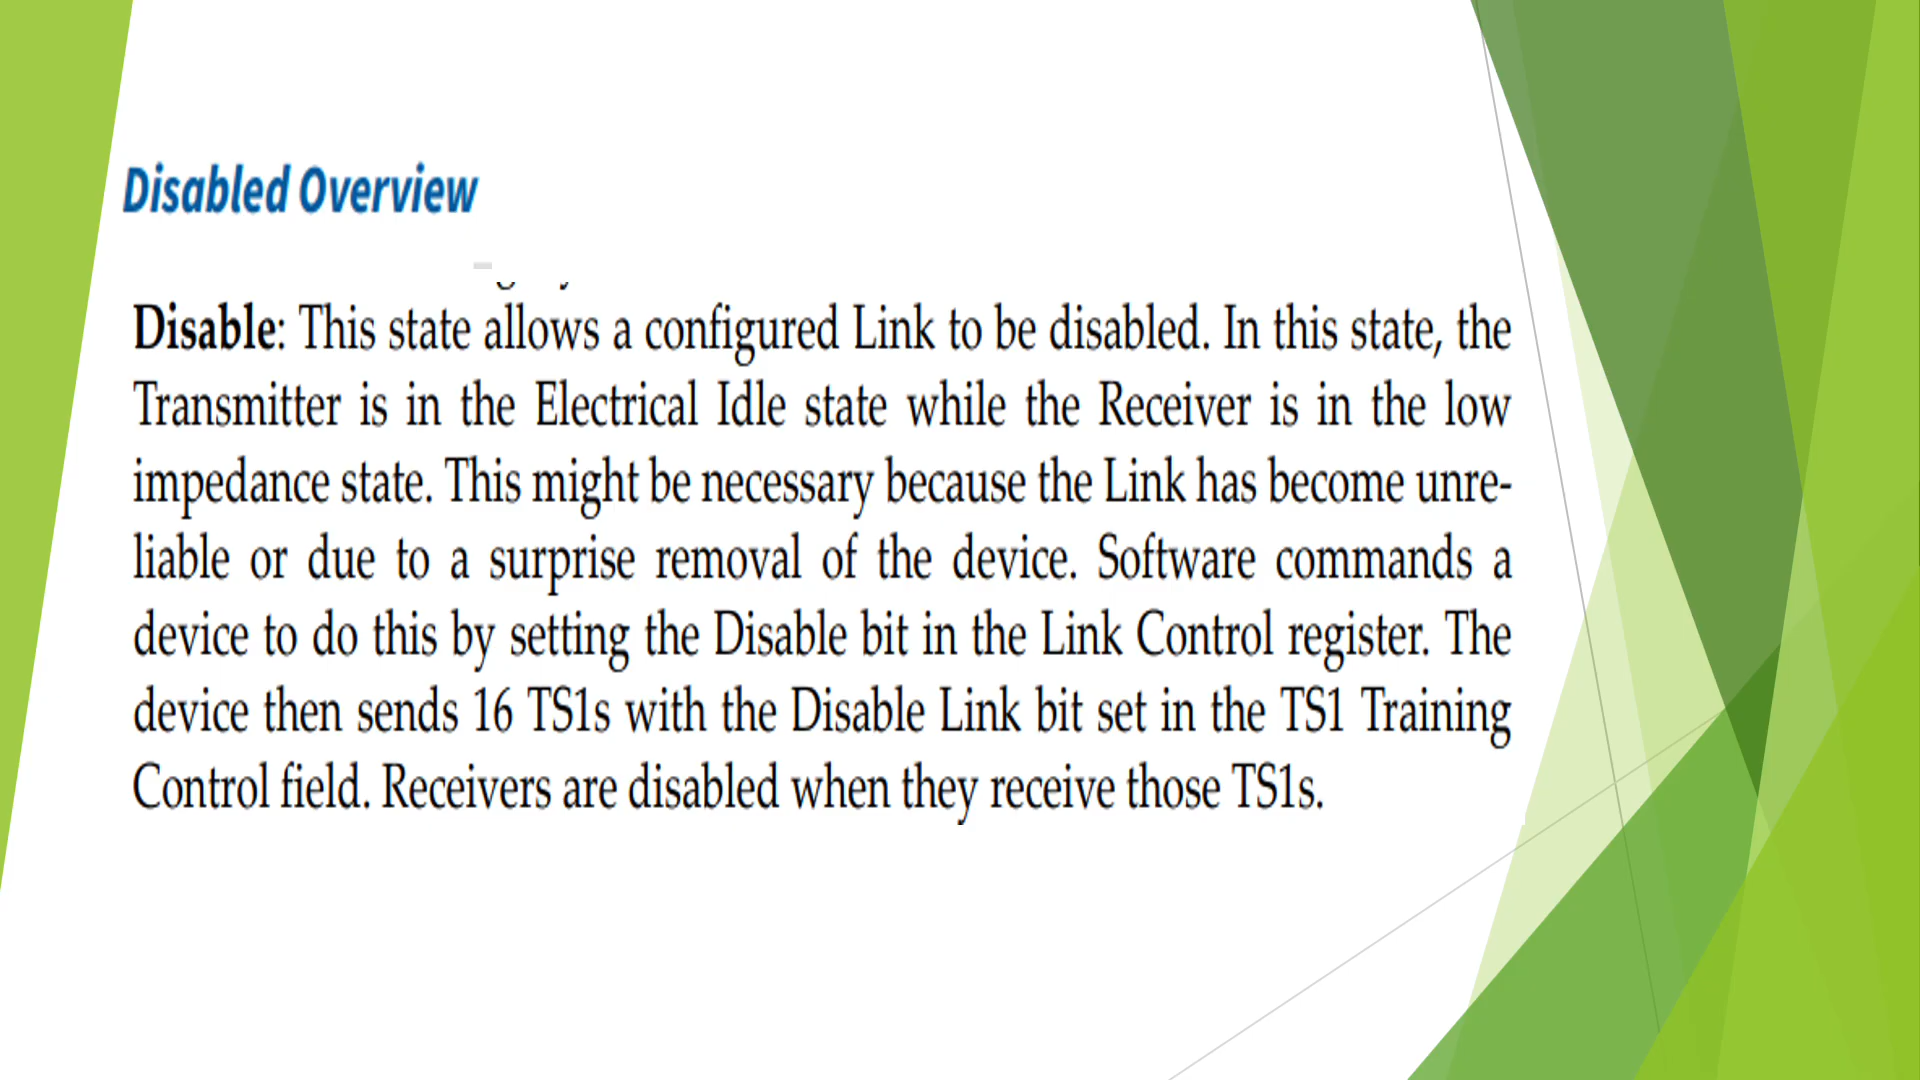 Disabled Overview
Disable: This state allows a configured Link to be disabled. In this state, the
Transmitter is in the Electrical Idle state while the Receiver is in the low
impedance state. This might be necessary because the Link has become unre-
liable or due to a surprise removal of the device. Software commands a
device to do this by setting the Disable bit in the Link Control register. The
device then sends 16 TS1s with the Disable Link bit set in the TS1 Training
Control field. Receivers are disabled when they receive those TS1s.